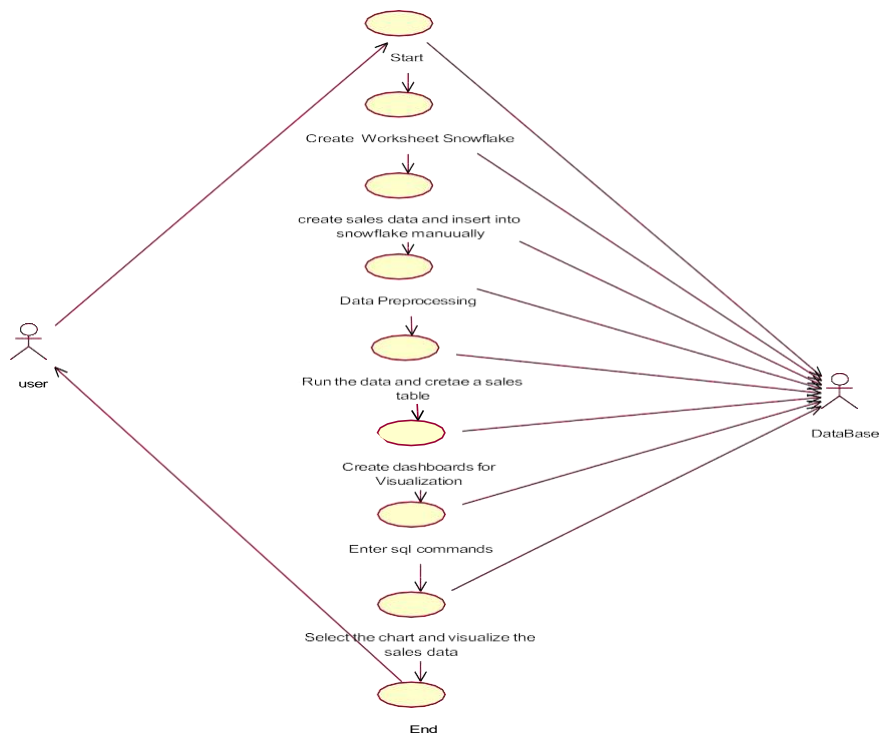 Start
Create Worksheet Snowflake
create sales data and insert into
snowflake manuually
Data Preprocessing
user
Run the data and cretae a sales
table
DataBase
Create dashboards for
Visualization
Enter sql commands
Select the chart and visualize the
sales data
End